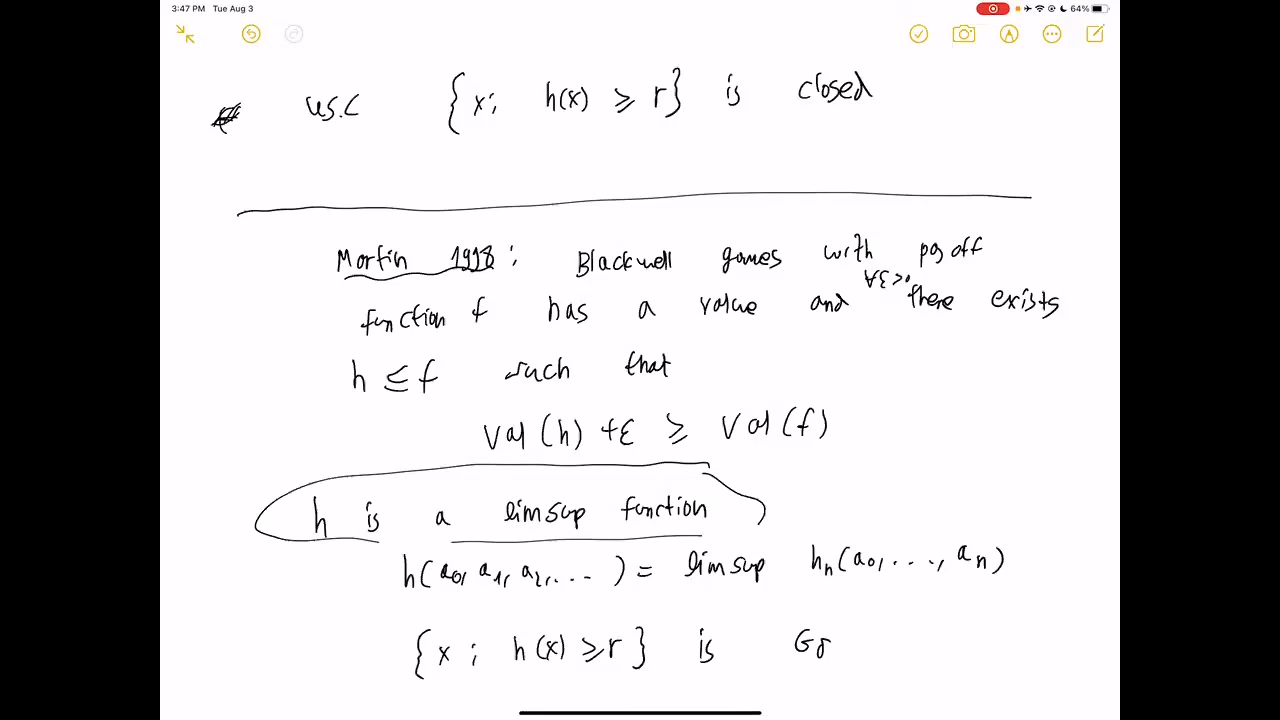 3:47 PM Tue Aug 3
64%
u.s.c {x; h(x) ≥ r} is closed
Martin 1998: Blackwell games with payoff
function f has a value and ∀ε>0 there exists
h ≤ f such that
Val(h) + ε ≥ Val(f)
h is a limsup function
h(a0, a1, a2, ...) = limsup hn(a0, ..., an)
{x; h(x) ≥ r} is Gδ